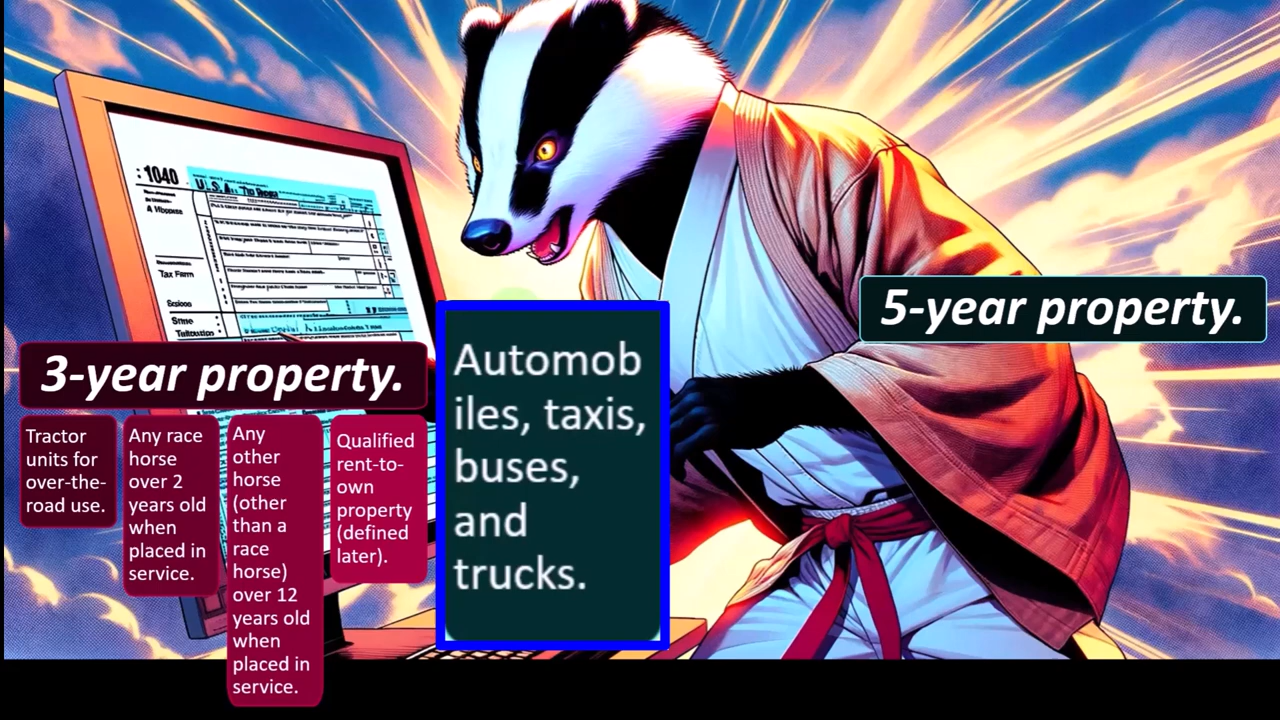 1040
Tax Farm
3-year property.
Tractor
units for
over-the-
road use.
Any race
horse
over 2
years old
when
placed in
service.
Any
other
horse
(other
than a
race
horse)
over 12
years old
when
placed in
service.
Qualified
rent-to-
own
property
(defined
later).
Automob
iles, taxis,
buses,
and
trucks.
5-year property.